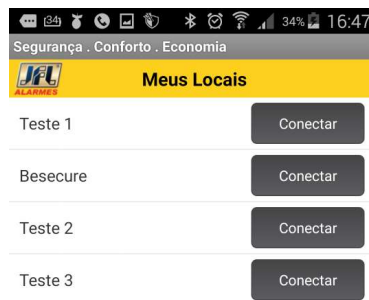 34 34% 16:47
Segurança . Conforto . Economia
JFL
ALARMES
Meus Locais
Teste 1 Conectar
Besecure Conectar
Teste 2 Conectar
Teste 3 Conectar